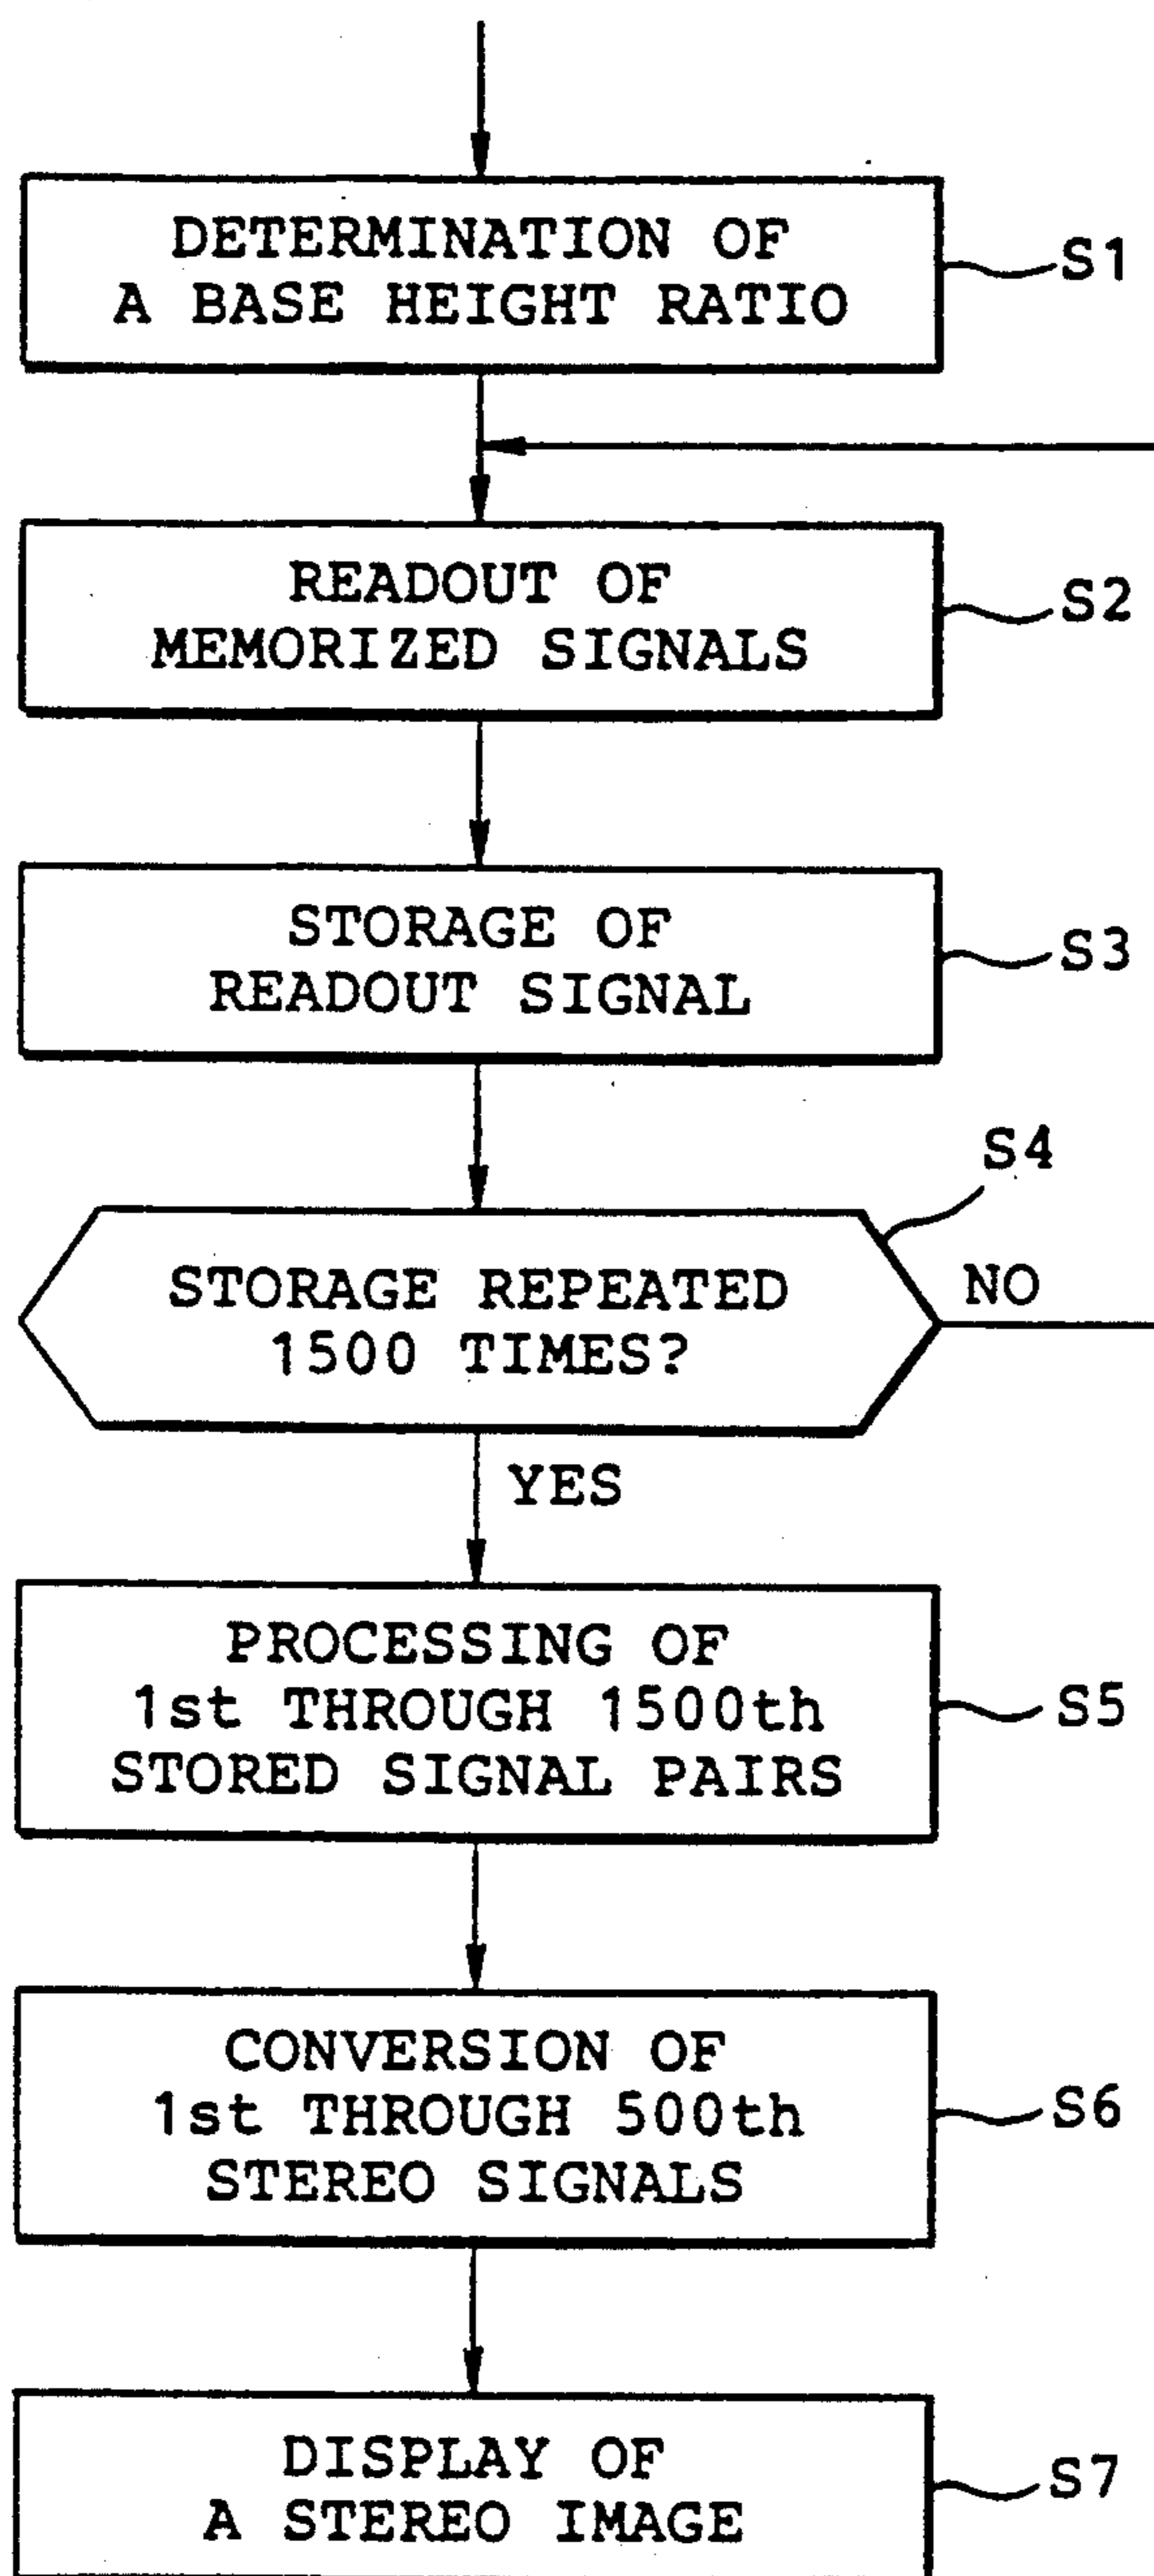 DETERMINATION OF
A BASE HEIGHT RATIO
S1
READOUT OF
MEMORIZED SIGNALS
S2
STORAGE OF
READOUT SIGNAL
S3
S4
STORAGE REPEATED
1500 TIMES?
NO
YES
PROCESSING OF
1st THROUGH 1500th
STORED SIGNAL PAIRS
S5
CONVERSION OF
1st THROUGH 500th
STEREO SIGNALS
S6
DISPLAY OF
A STEREO IMAGE
S7